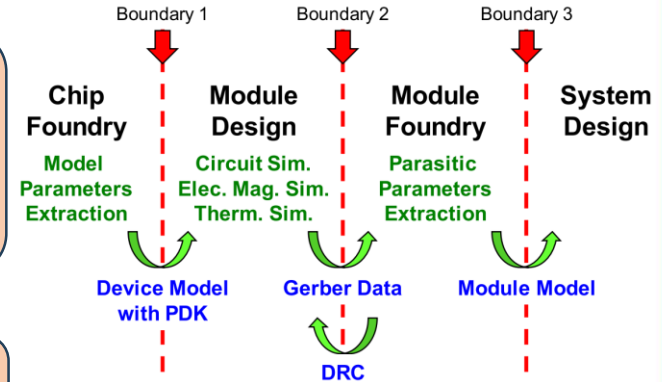 Boundary 1
Boundary 2
Boundary 3
Chip
Foundry
Module
Design
Module
Foundry
System
Design
Model
Parameters
Extraction
Circuit Sim.
Elec. Mag. Sim.
Therm. Sim.
Parasitic
Parameters
Extraction
Device Model
with PDK
Gerber Data
Module Model
DRC